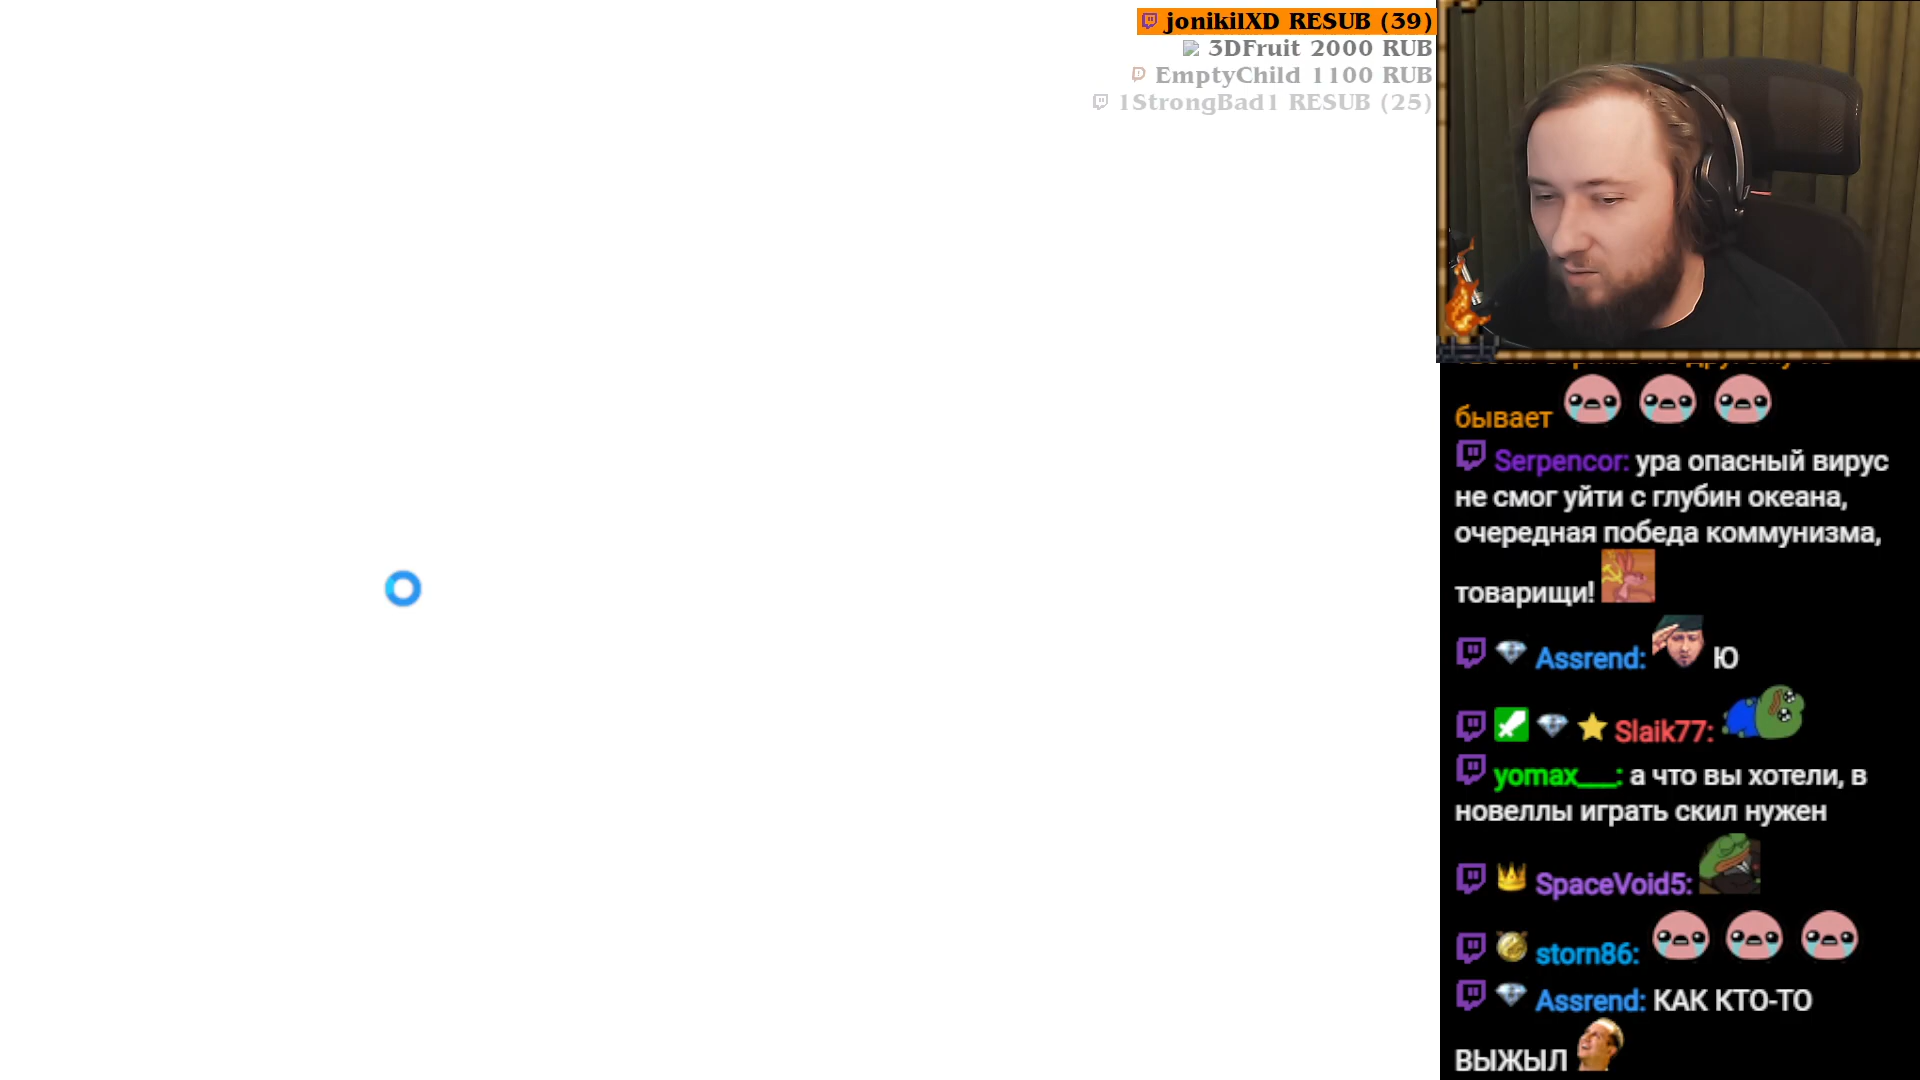 jonikilXD RESUB (39)
3DFruit 2000 RUB
EmptyChild 1100 RUB
1StrongBad1 RESUB (25)
бывает
Serpencor: ура опасный вирус
не смог уйти с глубин океана,
очередная победа коммунизма,
товарищи!
Assrend: Ю
Slaik77:
yomax___: а что вы хотели, в
новеллы играть скил нужен
SpaceVoid5:
storn86:
Assrend: КАК КТО-ТО
ВЫЖЫЛ